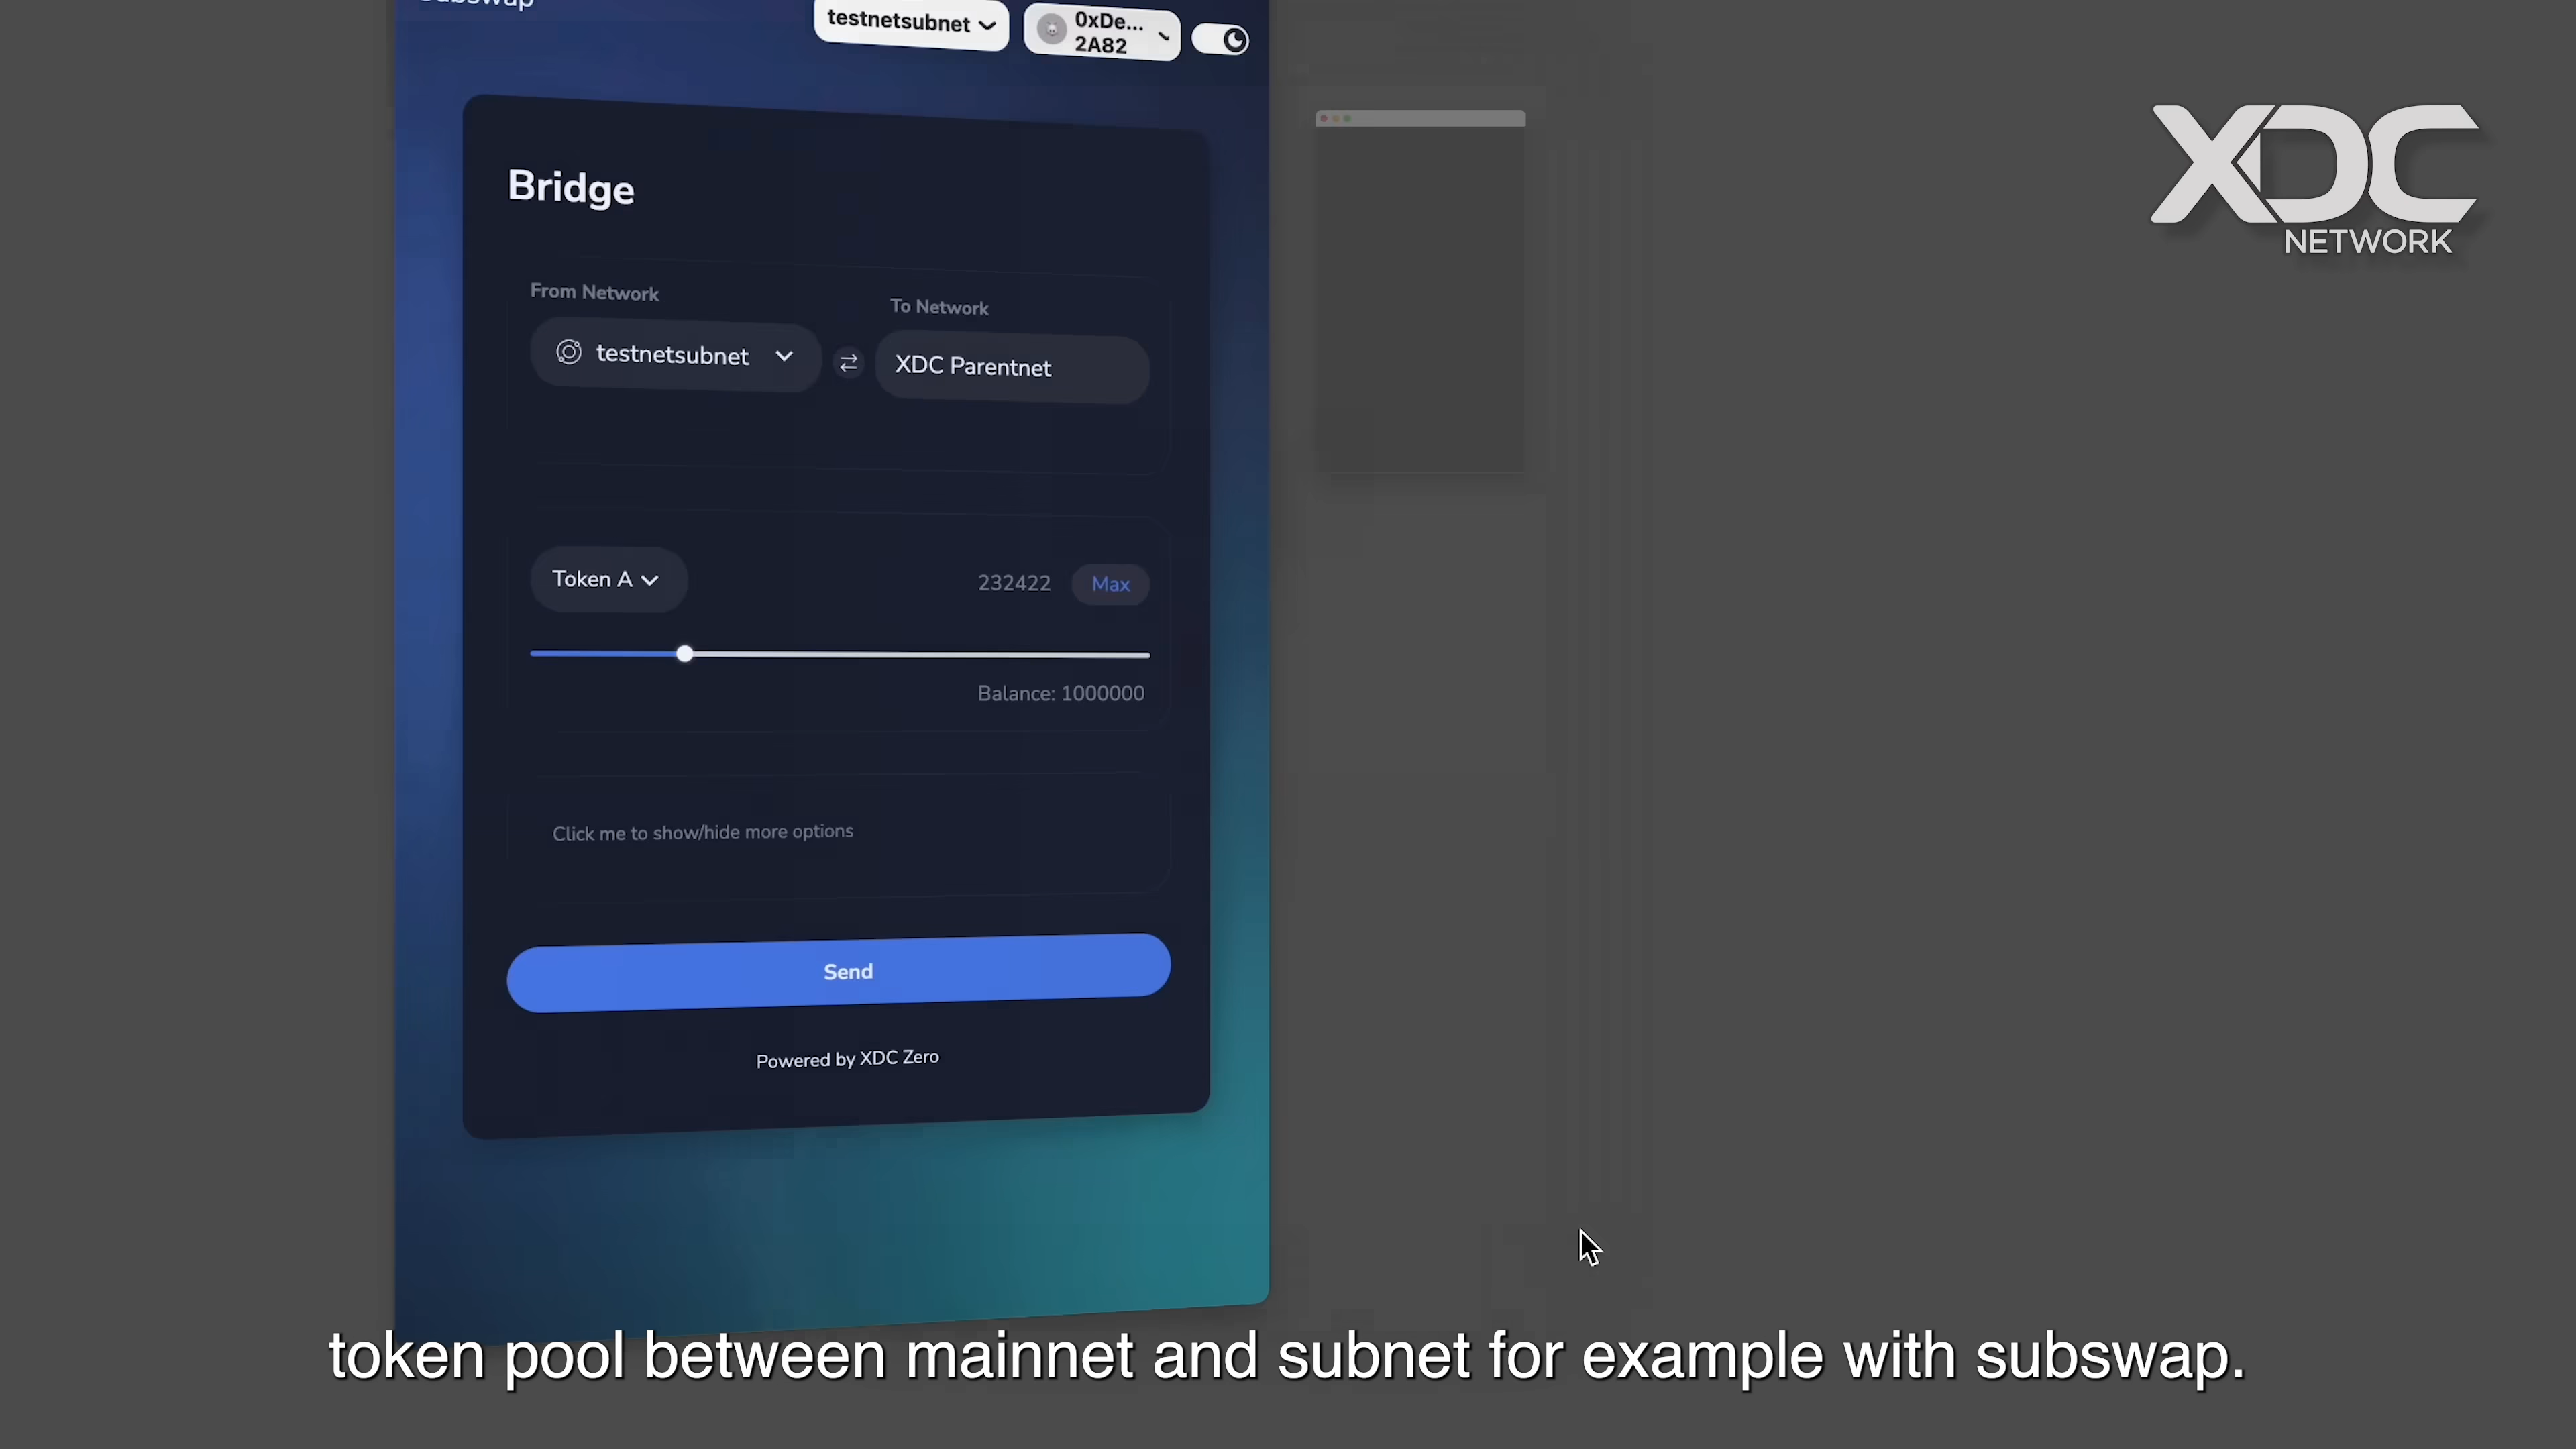 Subswap
testnetsubnet
0xDe...
2A82
XDC
NETWORK
Bridge
From Network
To Network
testnetsubnet
XDC Parentnet
Token A
232422
Max
Balance: 1000000
Click me to show/hide more options
Send
Powered by XDC Zero
token pool between mainnet and subnet for example with subswap.